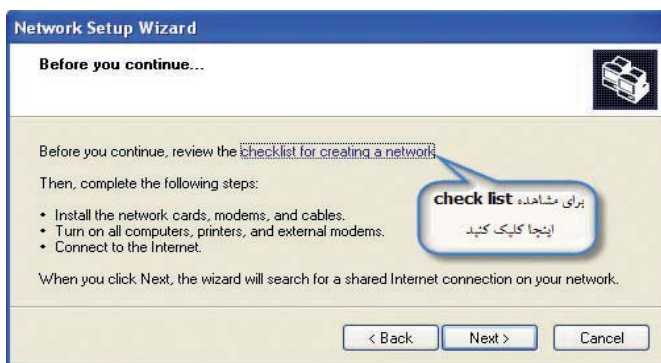 Network Setup Wizard
Before you continue...
Before you continue, review the checklist for creating a network.
Then, complete the following steps:
برای مشاهده check list
اینجا کلیک کنید
• Install the network cards, modems, and cables.
• Turn on all computers, printers, and external modems.
• Connect to the Internet.
When you click Next, the wizard will search for a shared Internet connection on your network.
< Back
Next >
Cancel